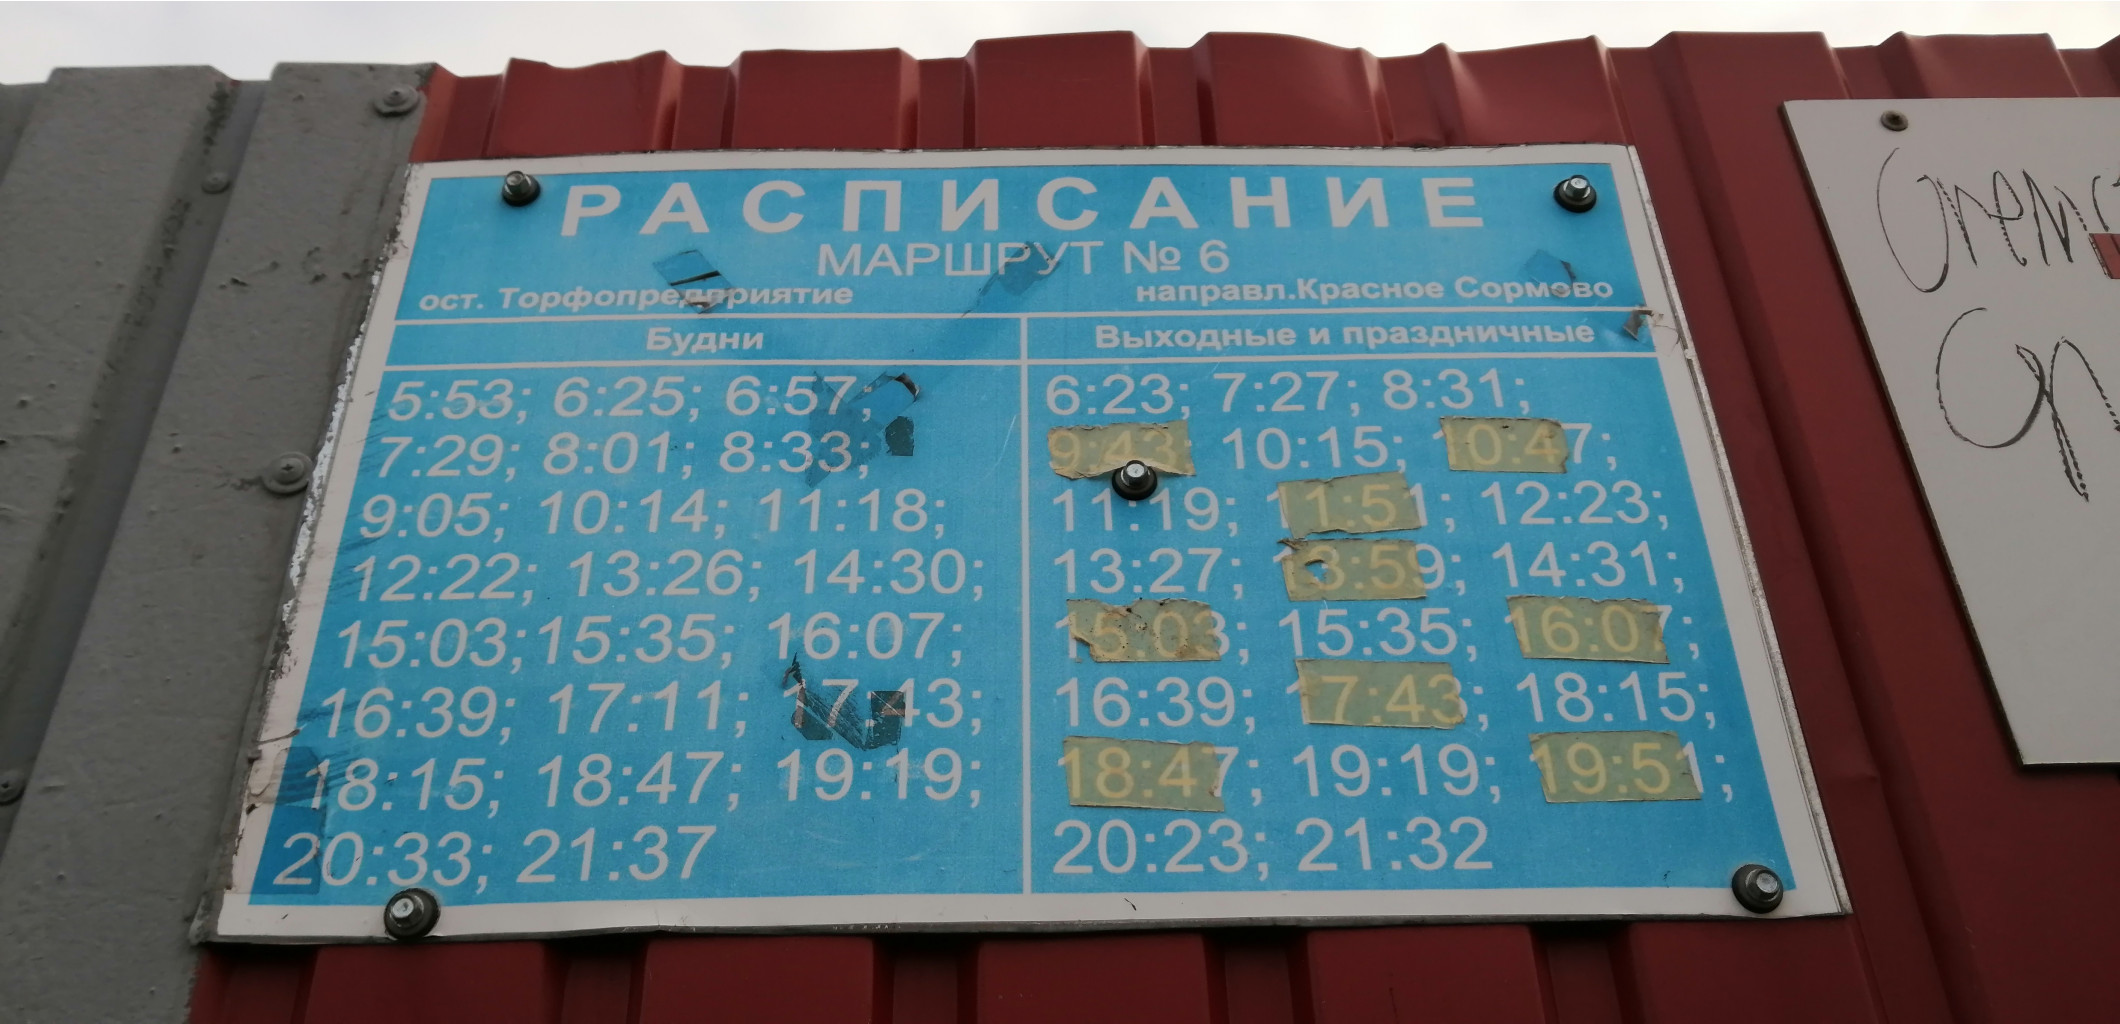 РАСПИСАНИЕ
МАРШРУТ № 6
ост. Торфопредприятие
направл.Красное Сормово
Будни
5:53; 6:25; 6:57;
7:29; 8:01; 8:33;
9:05; 10:14; 11:18;
12:22; 13:26; 14:30;
15:03;15:35; 16:07;
16:39; 17:11; 17:43;
18:15; 18:47; 19:19;
20:33; 21:37
Выходные и праздничные
6:23; 7:27; 8:31;
9:43; 10:15; 10:47;
11:19; 11:51; 12:23;
13:27; 13:59; 14:31;
15:03; 15:35; 16:07;
16:39; 17:43; 18:15;
18:47; 19:19; 19:51;
20:23; 21:32